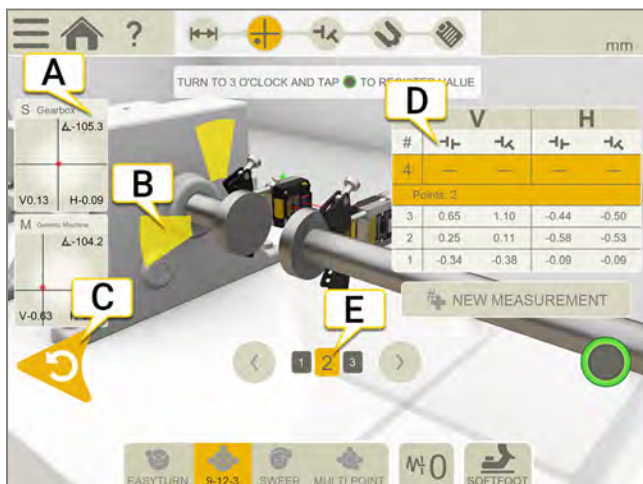 ?
mm
TURN TO 3 O'CLOCK AND TAP TO REGISTER VALUE
A
S Gearbox
∡-105.3
V0.13 H-0.09
B
M Generic Machine
∡-104.2
V-0.63
C
D
V H
#
4 — — — —
Points: 2
3 0.65 1.10 -0.44 -0.50
2 0.25 0.11 -0.58 -0.53
1 -0.34 -0.38 -0.09 -0.09
NEW MEASUREMENT
E
1 2 3
EASYTURN 9-12-3 SWEEP MULTI POINT 0 SOFTFOOT